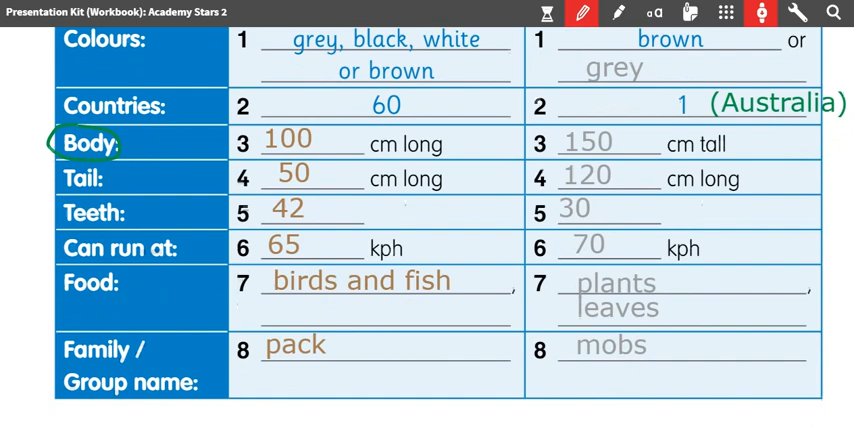 Presentation Kit (Workbook): Academy Stars 2
aa
Colours: 1 grey, black, white 1 brown or
or brown grey
Countries: 2 60 2 1 (Australia)
Body: 3 100 cm long 3 150 cm tall
Tail: 4 50 cm long 4 120 cm long
Teeth: 5 42 5 30
Can run at: 6 65 kph 6 70 kph
Food: 7 birds and fish , 7 plants ,
leaves
Family / 8 pack 8 mobs
Group name: